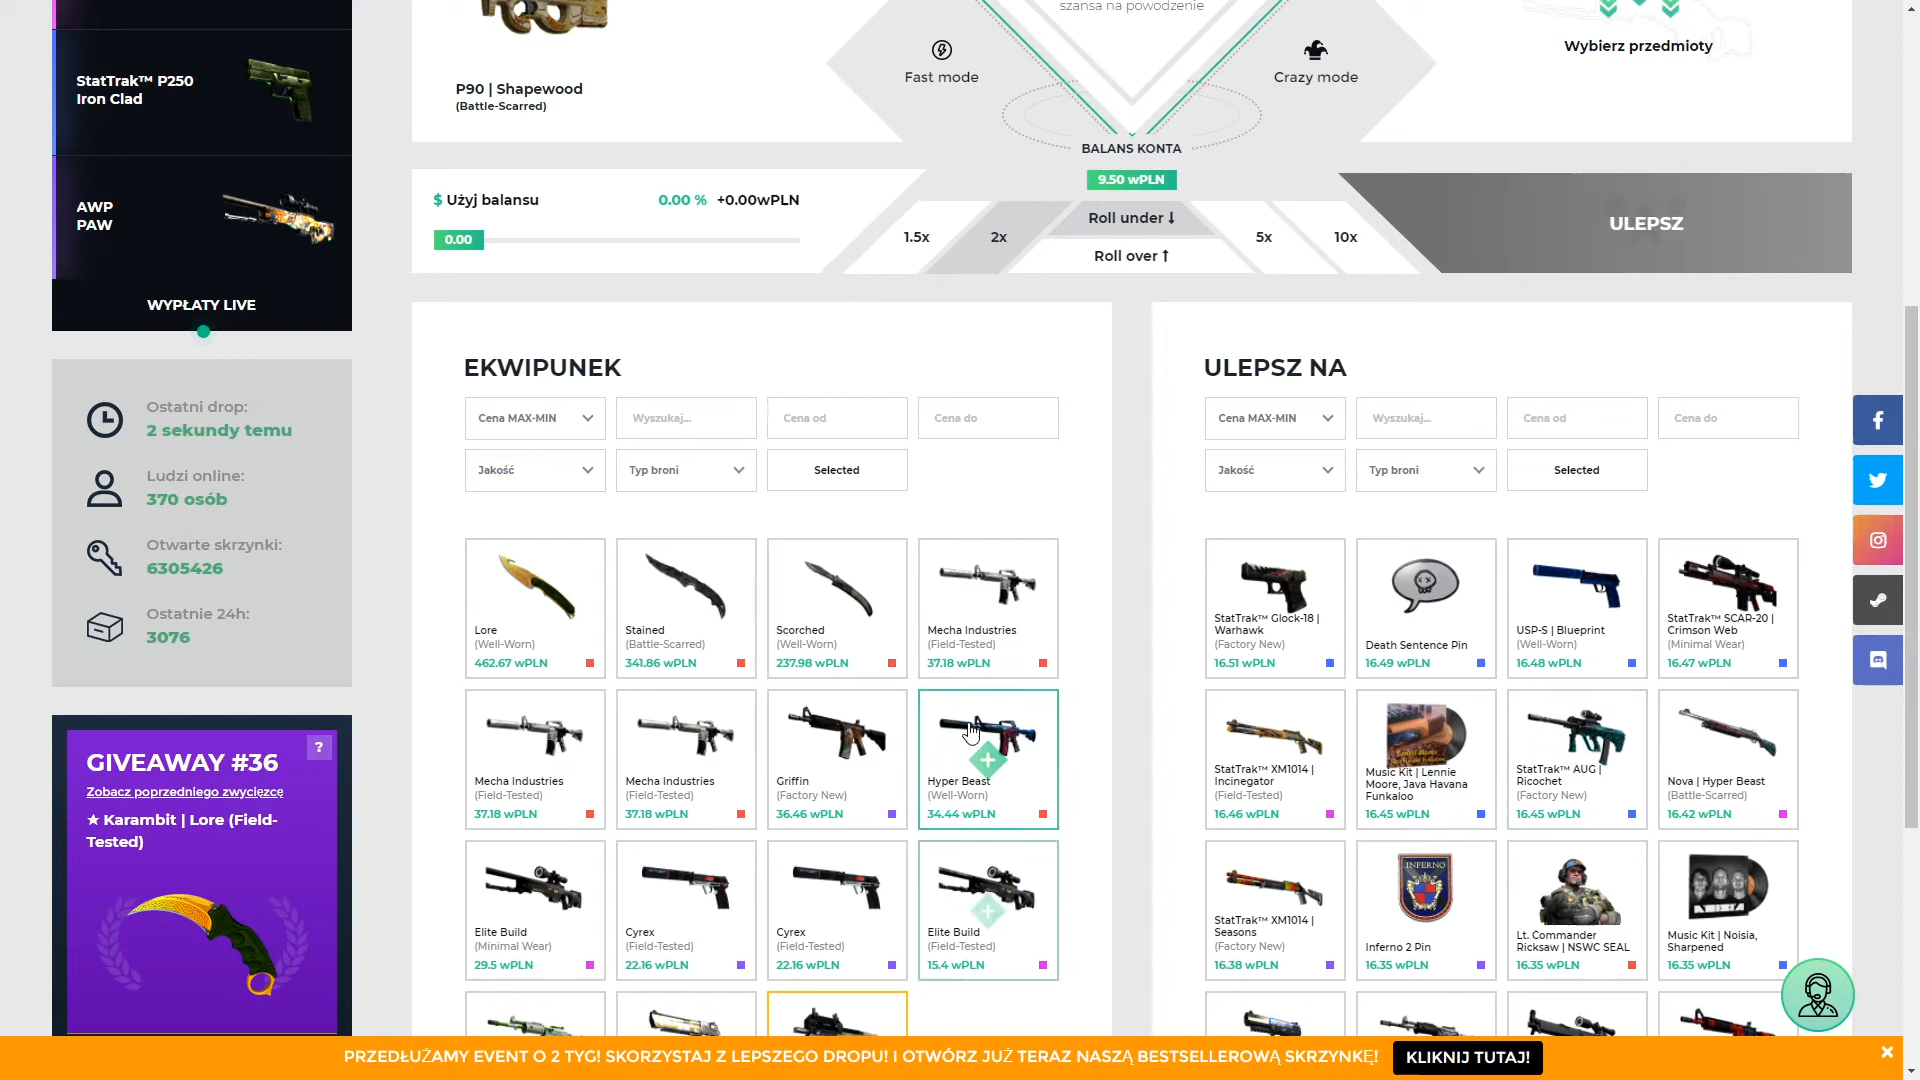 StatTrak™ P250
Iron Clad
AWP
PAW
WYPŁATY LIVE
Ostatni drop:
2 sekundy temu
Ludzi online:
370 osób
Otwarte skrzynki:
6305426
Ostatnie 24h:
3076
GIVEAWAY #36
?
Zobacz poprzedniego zwycięzcę
★ Karambit | Lore (Field-
Tested)
P90 | Shapewood
(Battle-Scarred)
szansa na powodzenie
Fast mode
Crazy mode
Wybierz przedmioty
BALANS KONTA
9.50 wPLN
$ Użyj balansu
0.00 % +0.00wPLN
0.00
1.5x
2x
Roll under ↓
Roll over ↑
5x
10x
ULEPSZ
EKWIPUNEK
Cena MAX-MIN
Wyszukaj...
Cena od
Cena do
Jakość
Typ broni
Selected
Lore
(Well-Worn)
462.67 wPLN
Stained
(Battle-Scarred)
341.86 wPLN
Scorched
(Well-Worn)
237.98 wPLN
Mecha Industries
(Field-Tested)
37.18 wPLN
Mecha Industries
(Field-Tested)
37.18 wPLN
Mecha Industries
(Field-Tested)
37.18 wPLN
Griffin
(Factory New)
36.46 wPLN
Hyper Beast
(Well-Worn)
34.44 wPLN
Elite Build
(Minimal Wear)
29.5 wPLN
Cyrex
(Field-Tested)
22.16 wPLN
Cyrex
(Field-Tested)
22.16 wPLN
Elite Build
(Field-Tested)
15.4 wPLN
ULEPSZ NA
Cena MAX-MIN
Wyszukaj...
Cena od
Cena do
Jakość
Typ broni
Selected
StatTrak™ Glock-18 |
Warhawk
(Factory New)
16.51 wPLN
Death Sentence Pin
16.49 wPLN
USP-S | Blueprint
(Well-Worn)
16.48 wPLN
StatTrak™ SCAR-20 |
Crimson Web
(Minimal Wear)
16.47 wPLN
StatTrak™ XM1014 |
Incinegator
(Field-Tested)
16.46 wPLN
Music Kit | Lennie
Moore, Java Havana
Funkaloo
16.45 wPLN
StatTrak™ AUG |
Ricochet
(Factory New)
16.45 wPLN
Nova | Hyper Beast
(Battle-Scarred)
16.42 wPLN
StatTrak™ XM1014 |
Seasons
(Factory New)
16.38 wPLN
INFERNO
Inferno 2 Pin
16.35 wPLN
Lt. Commander
Ricksaw | NSWC SEAL
16.35 wPLN
Music Kit | Noisia,
Sharpened
16.35 wPLN
PRZEDŁUŻAMY EVENT O 2 TYG! SKORZYSTAJ Z LEPSZEGO DROPU! I OTWÓRZ JUŻ TERAZ NASZĄ BESTSELLEROWĄ SKRZYNKĘ!
KLIKNIJ TUTAJ!